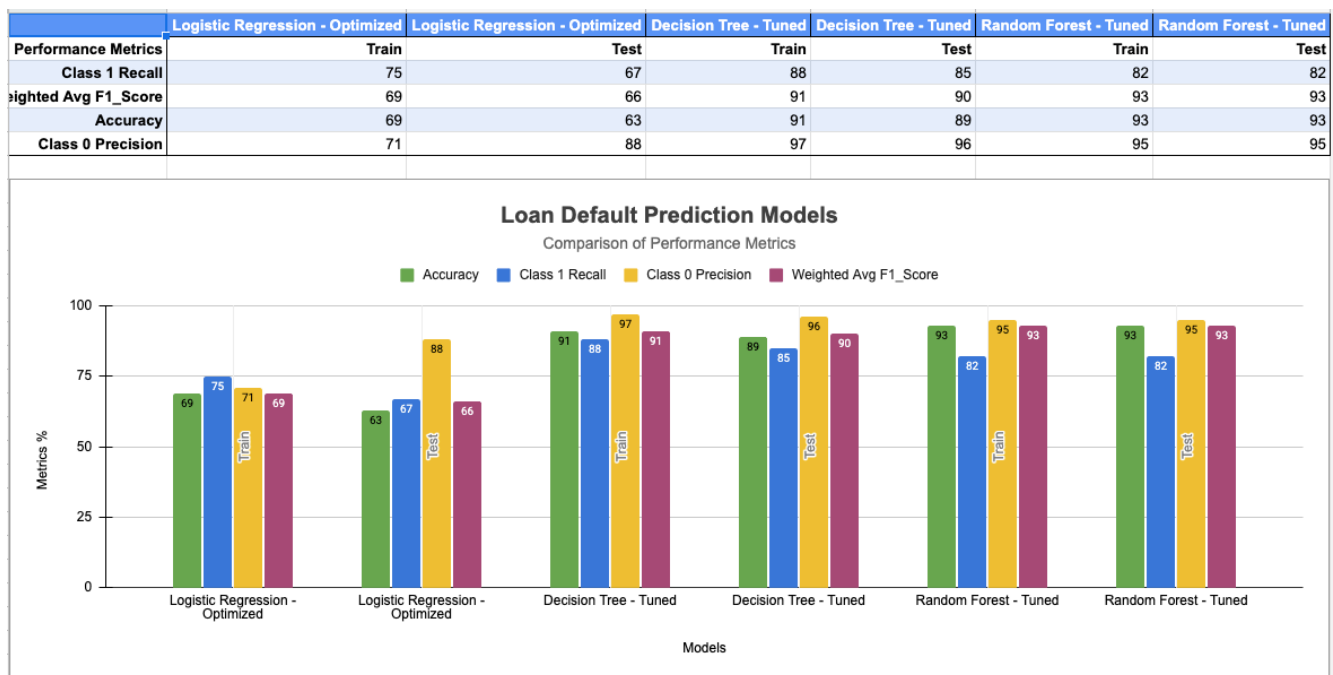 Logistic Regression - Optimized Logistic Regression - Optimized Decision Tree - Tuned Decision Tree - Tuned Random Forest - Tuned Random Forest - Tuned
Performance Metrics Train Test Train Test Train Test
Class 1 Recall 75 67 88 85 82 82
eighted Avg F1_Score 69 66 91 90 93 93
Accuracy 69 63 91 89 93 93
Class 0 Precision 71 88 97 96 95 95
Loan Default Prediction Models
Comparison of Performance Metrics
Accuracy Class 1 Recall Class 0 Precision Weighted Avg F1_Score
Metrics %
100
75
50
25
0
69 75 71 69 Train
63 67 88 66 Test
91 88 97 91 Train
89 85 96 90 Test
93 82 95 93 Train
93 82 95 93 Test
Logistic Regression -
Optimized
Logistic Regression -
Optimized
Decision Tree - Tuned
Decision Tree - Tuned
Random Forest - Tuned
Random Forest - Tuned
Models